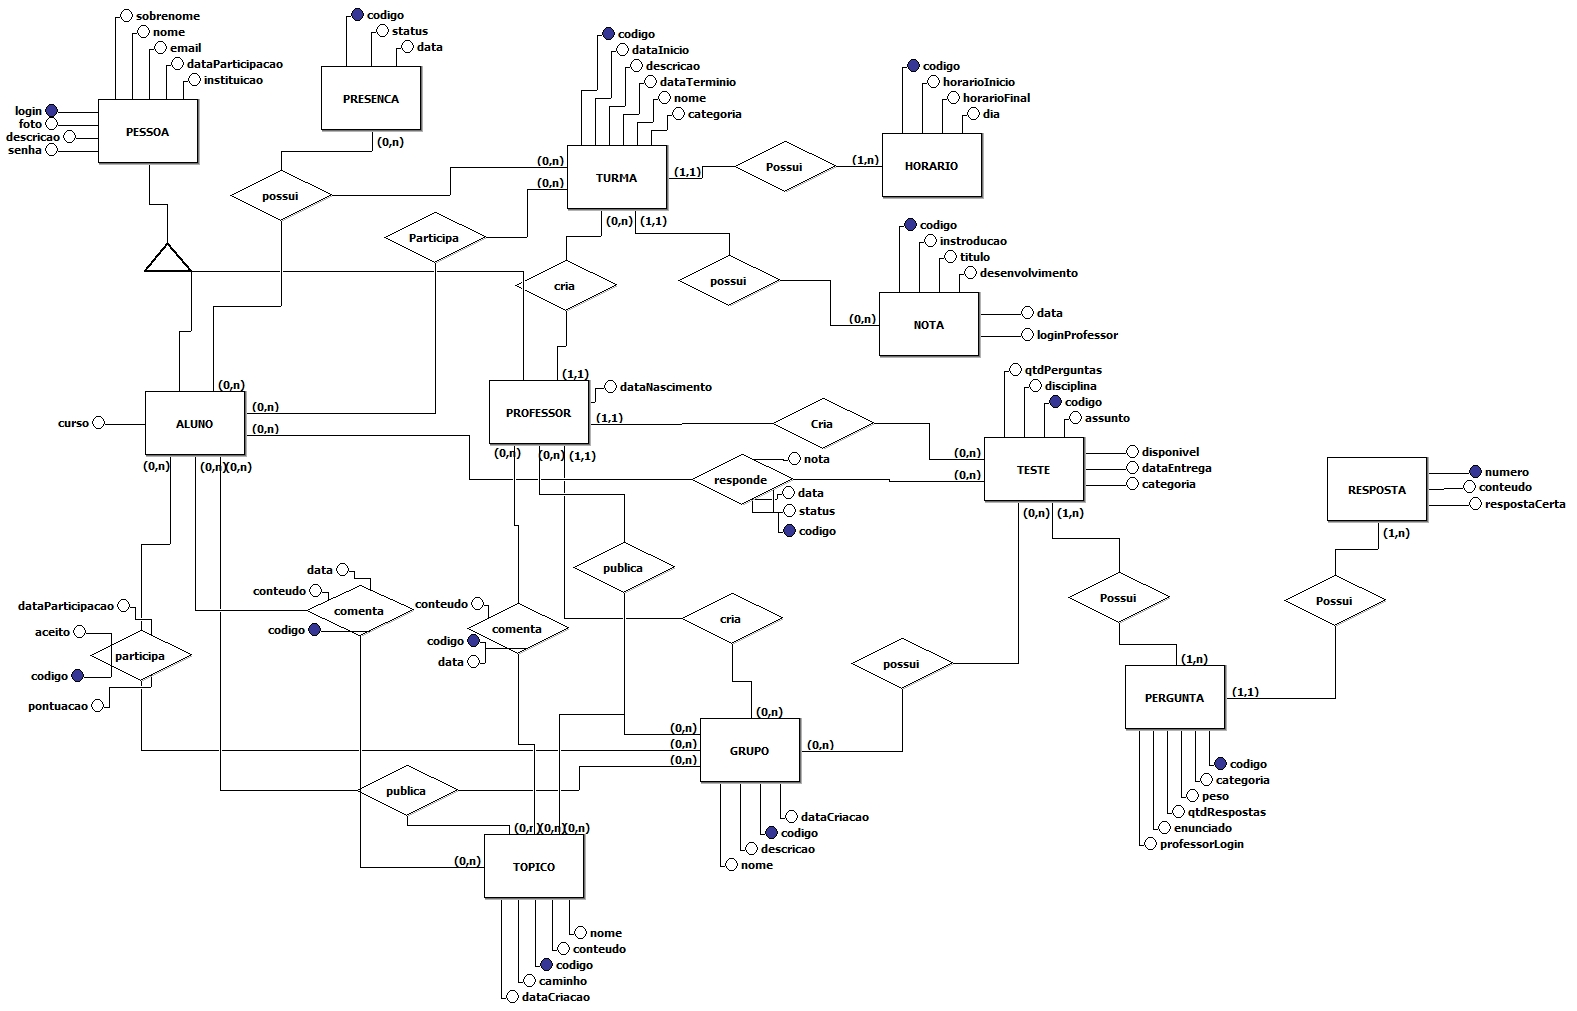 sobrenome
nome
email
dataParticipacao
instituicao
login
foto
descricao
senha
PESSOA
codigo
status
data
PRESENCA
(0,n)
possui
codigo
dataInicio
descricao
dataTerminio
nome
categoria
(0,n)
(0,n)
TURMA
(1,1)
(0,n)
(1,1)
Possui
(1,n)
codigo
horarioInicio
horarioFinal
dia
HORARIO
Participa
cria
possui
codigo
instroducao
titulo
desenvolvimento
(0,n)
NOTA
data
loginProfessor
(0,n)
curso
ALUNO
(0,n)
(0,n)
(0,n)
(0,n)
(0,n)
(1,1)
PROFESSOR
dataNascimento
(1,1)
(0,n)
(0,n)
(1,1)
Cria
qtdPerguntas
disciplina
codigo
assunto
(0,n)
(0,n)
TESTE
disponivel
dataEntrega
categoria
(0,n)
(1,n)
responde
nota
data
status
codigo
RESPOSTA
numero
conteudo
respostaCerta
(1,n)
publica
data
conteudo
codigo
comenta
conteudo
codigo
data
comenta
dataParticipacao
aceito
codigo
pontuacao
participa
cria
possui
Possui
Possui
(1,n)
PERGUNTA
(1,1)
codigo
categoria
peso
qtdRespostas
enunciado
professorLogin
(0,n)
(0,n)
(0,n)
(0,n)
GRUPO
(0,n)
dataCriacao
codigo
descricao
nome
publica
(0,n)
(0,n)
(0,n)
(0,n)
TOPICO
nome
conteudo
codigo
caminho
dataCriacao